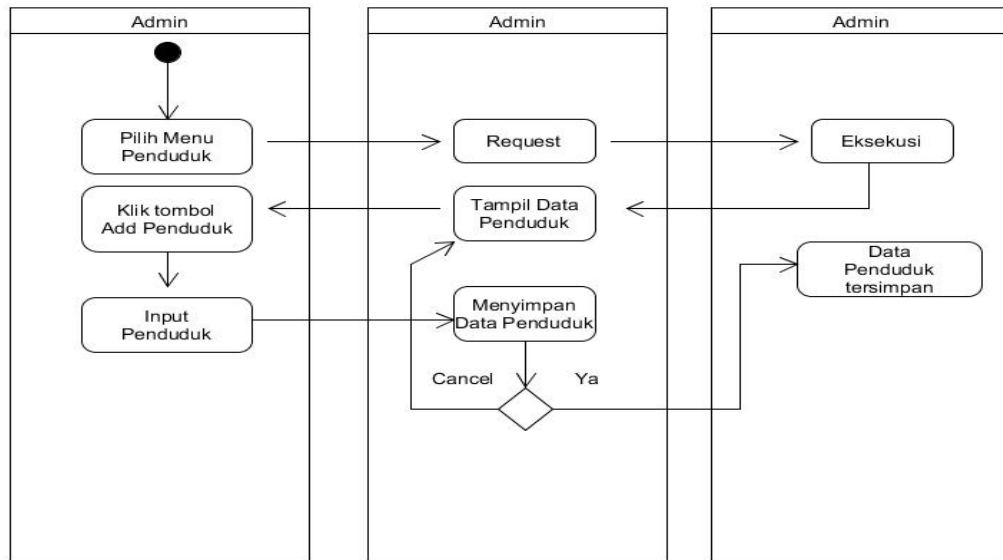 Admin
Admin
Admin
Pilih Menu
Penduduk
Request
Eksekusi
Klik tombol
Add Penduduk
Tampil Data
Penduduk
Data
Penduduk
tersimpan
Input
Penduduk
Menyimpan
Data Penduduk
Cancel
Ya